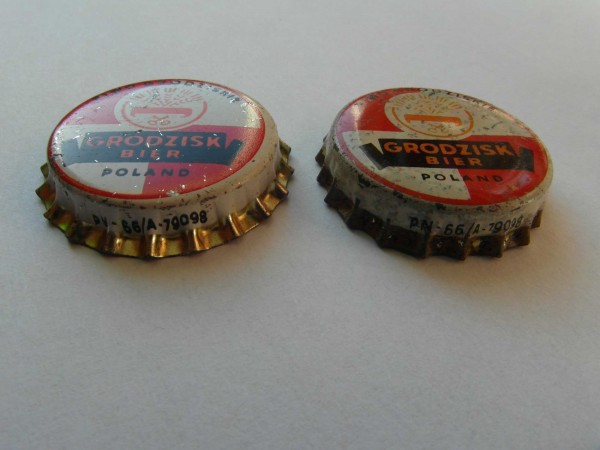 GRODZISK
BIER
POLAND
PN-66/A-79098
GRODZISK
BIER
POLAND
PN-66/A-79098